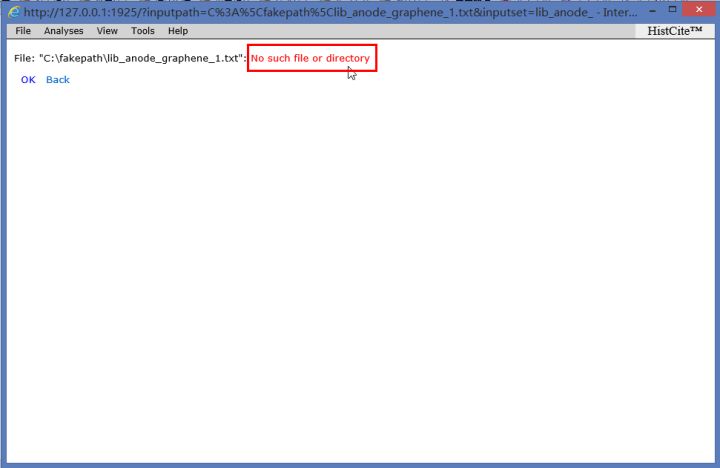 http://127.0.0.1:1925/?inputpath=C%3A%5Cfakepath%5Clib_anode_graphene_1.txt&inputset=lib_anode_ - Inter...
File Analyses View Tools Help HistCite™
File: "C:\fakepath\lib_anode_graphene_1.txt": No such file or directory
OK Back